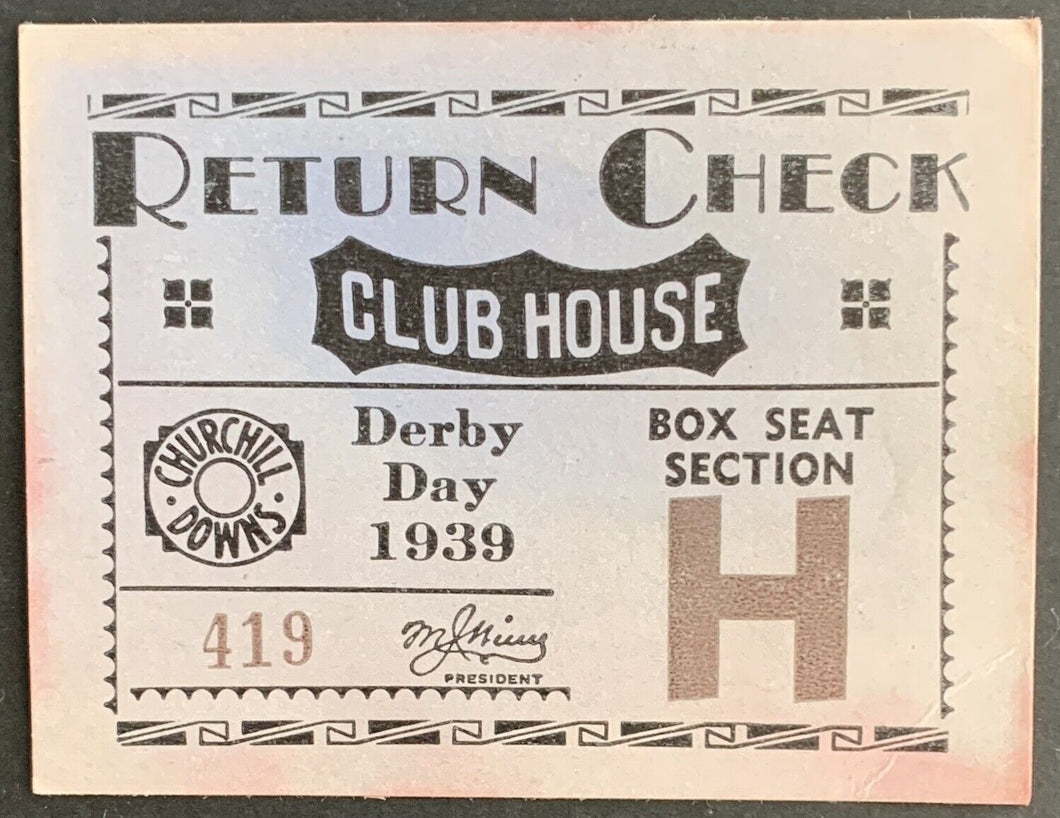 RETURN CHECK
CLUB HOUSE
CHURCHILL
DOWNS
Derby
Day
1939
BOX SEAT
SECTION
H
419
PRESIDENT